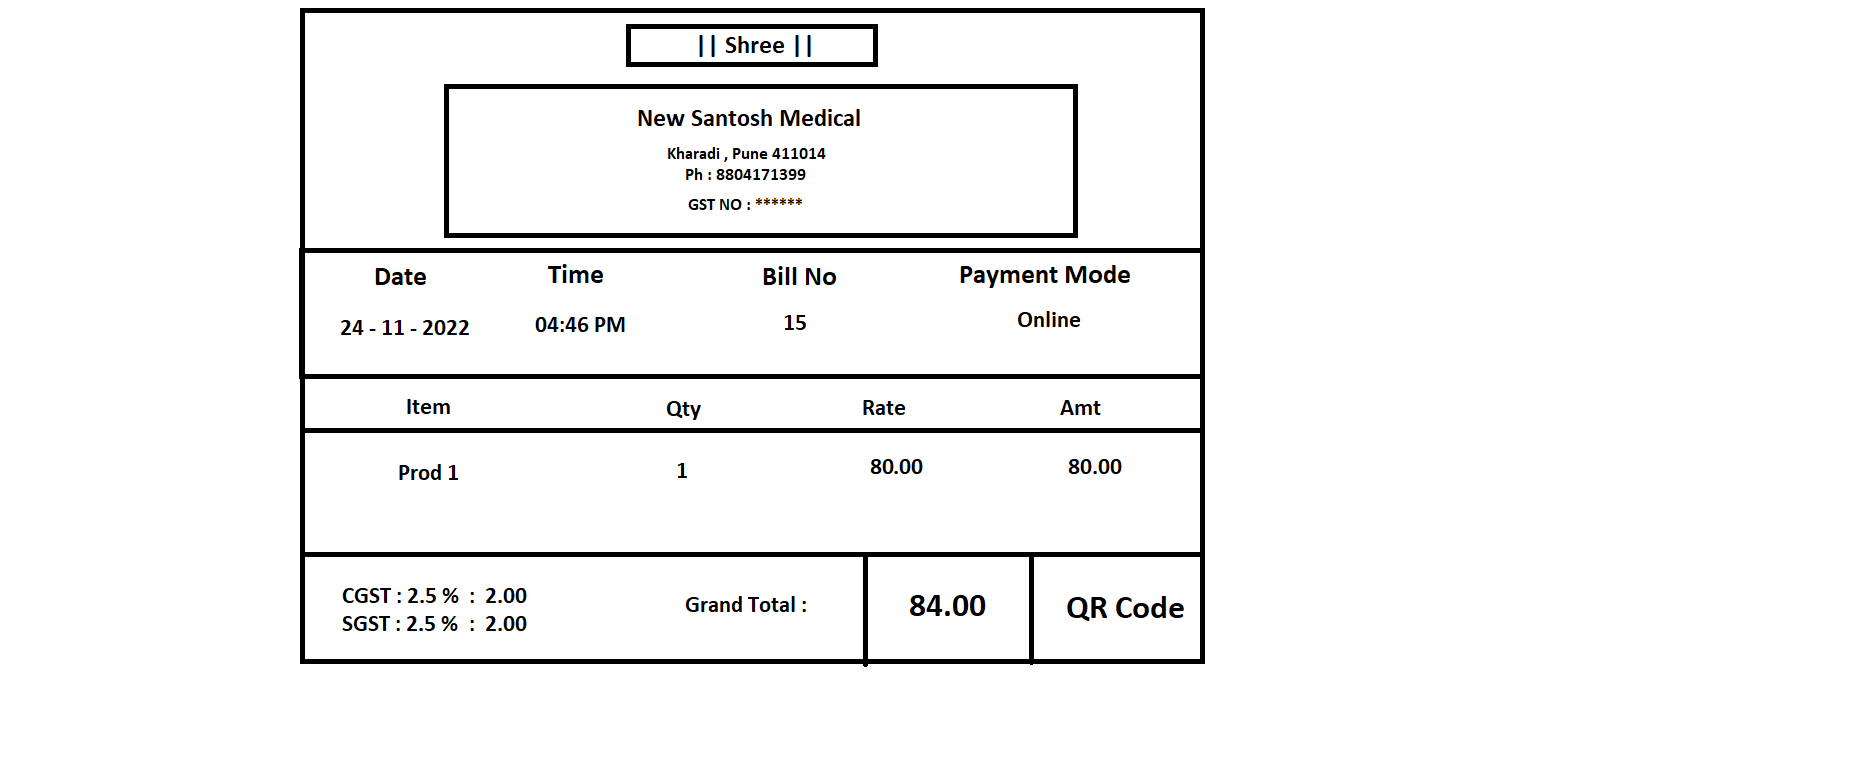 || Shree ||
New Santosh Medical
Kharadi , Pune 411014
Ph : 8804171399
GST NO : ******
Date Time Bill No Payment Mode
24 - 11 - 2022 04:46 PM 15 Online
Item Qty Rate Amt
Prod 1 1 80.00 80.00
CGST : 2.5 % : 2.00
SGST : 2.5 % : 2.00
Grand Total : 84.00 QR Code